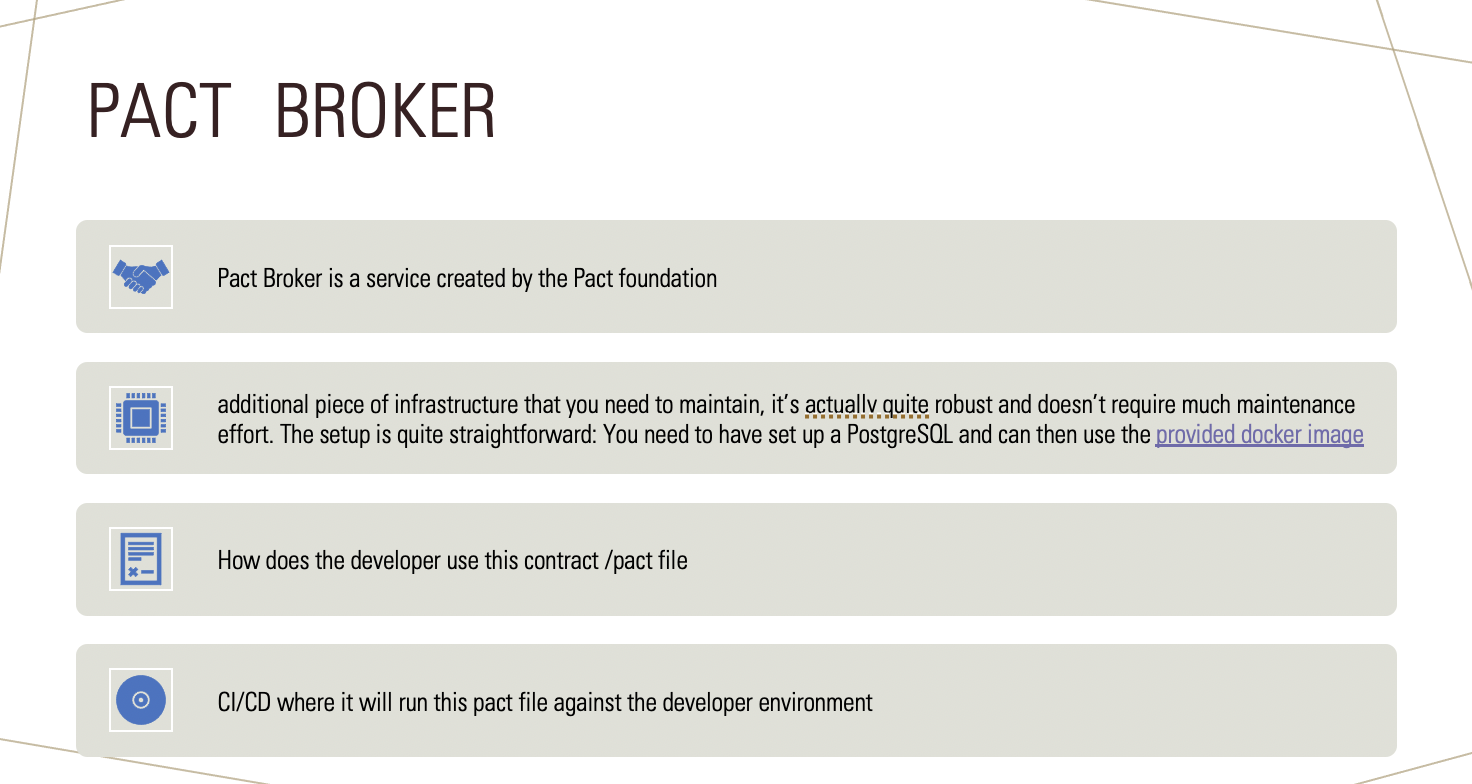 PACT BROKER
Pact Broker is a service created by the Pact foundation
additional piece of infrastructure that you need to maintain, it’s actually quite robust and doesn’t require much maintenance
effort. The setup is quite straightforward: You need to have set up a PostgreSQL and can then use the provided docker image
How does the developer use this contract /pact file
CI/CD where it will run this pact file against the developer environment